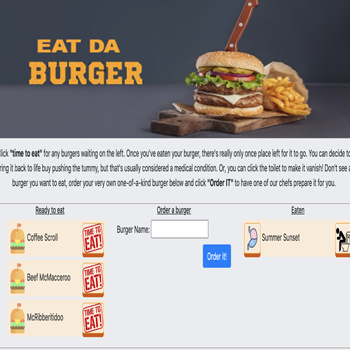 EAT DA
BURGER
lick "time to eat" for any burgers waiting on the left. Once you've eaten your burger, there's really only once place left for it to go. You can decide to
ring it back to life buy pushing the tummy, but that's usually considered a medical condition. Or, you can click the toilet to make it vanish! Don't see a
burger you want to eat, order your very own one-of-a-kind burger below and click "Order IT" to have one of our chefs prepare it for you.
Ready to eat Order a burger Eaten
Coffee Scroll TIME TO EAT! Burger Name: Summer Sunset
Order it!
Beef McMacceroo TIME TO EAT!
McRibberitidoo TIME TO EAT!